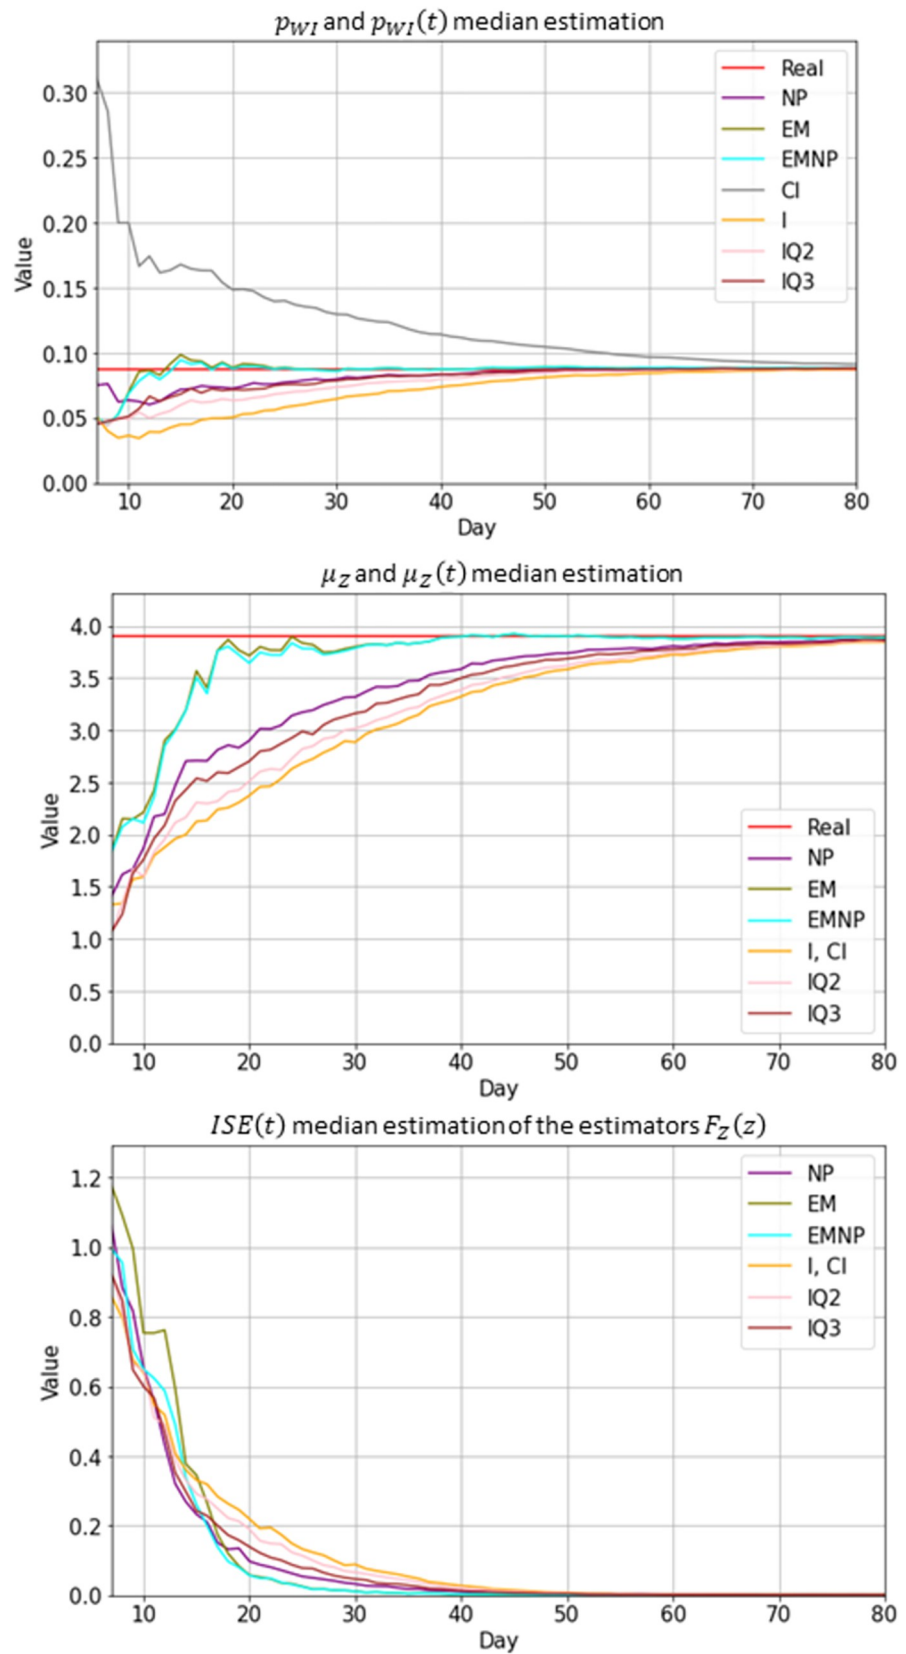 p_WI and p_WI(t) median estimation
Value
0.30
0.25
0.20
0.15
0.10
0.05
0.00
Real
NP
EM
EMNP
CI
I
IQ2
IQ3
10 20 30 40 50 60 70 80
Day
μ_Z and μ_Z(t) median estimation
Value
4.0
3.5
3.0
2.5
2.0
1.5
1.0
0.5
0.0
Real
NP
EM
EMNP
I, CI
IQ2
IQ3
10 20 30 40 50 60 70 80
Day
ISE(t) median estimation of the estimators F_Z(z)
Value
1.2
1.0
0.8
0.6
0.4
0.2
0.0
NP
EM
EMNP
I, CI
IQ2
IQ3
10 20 30 40 50 60 70 80
Day